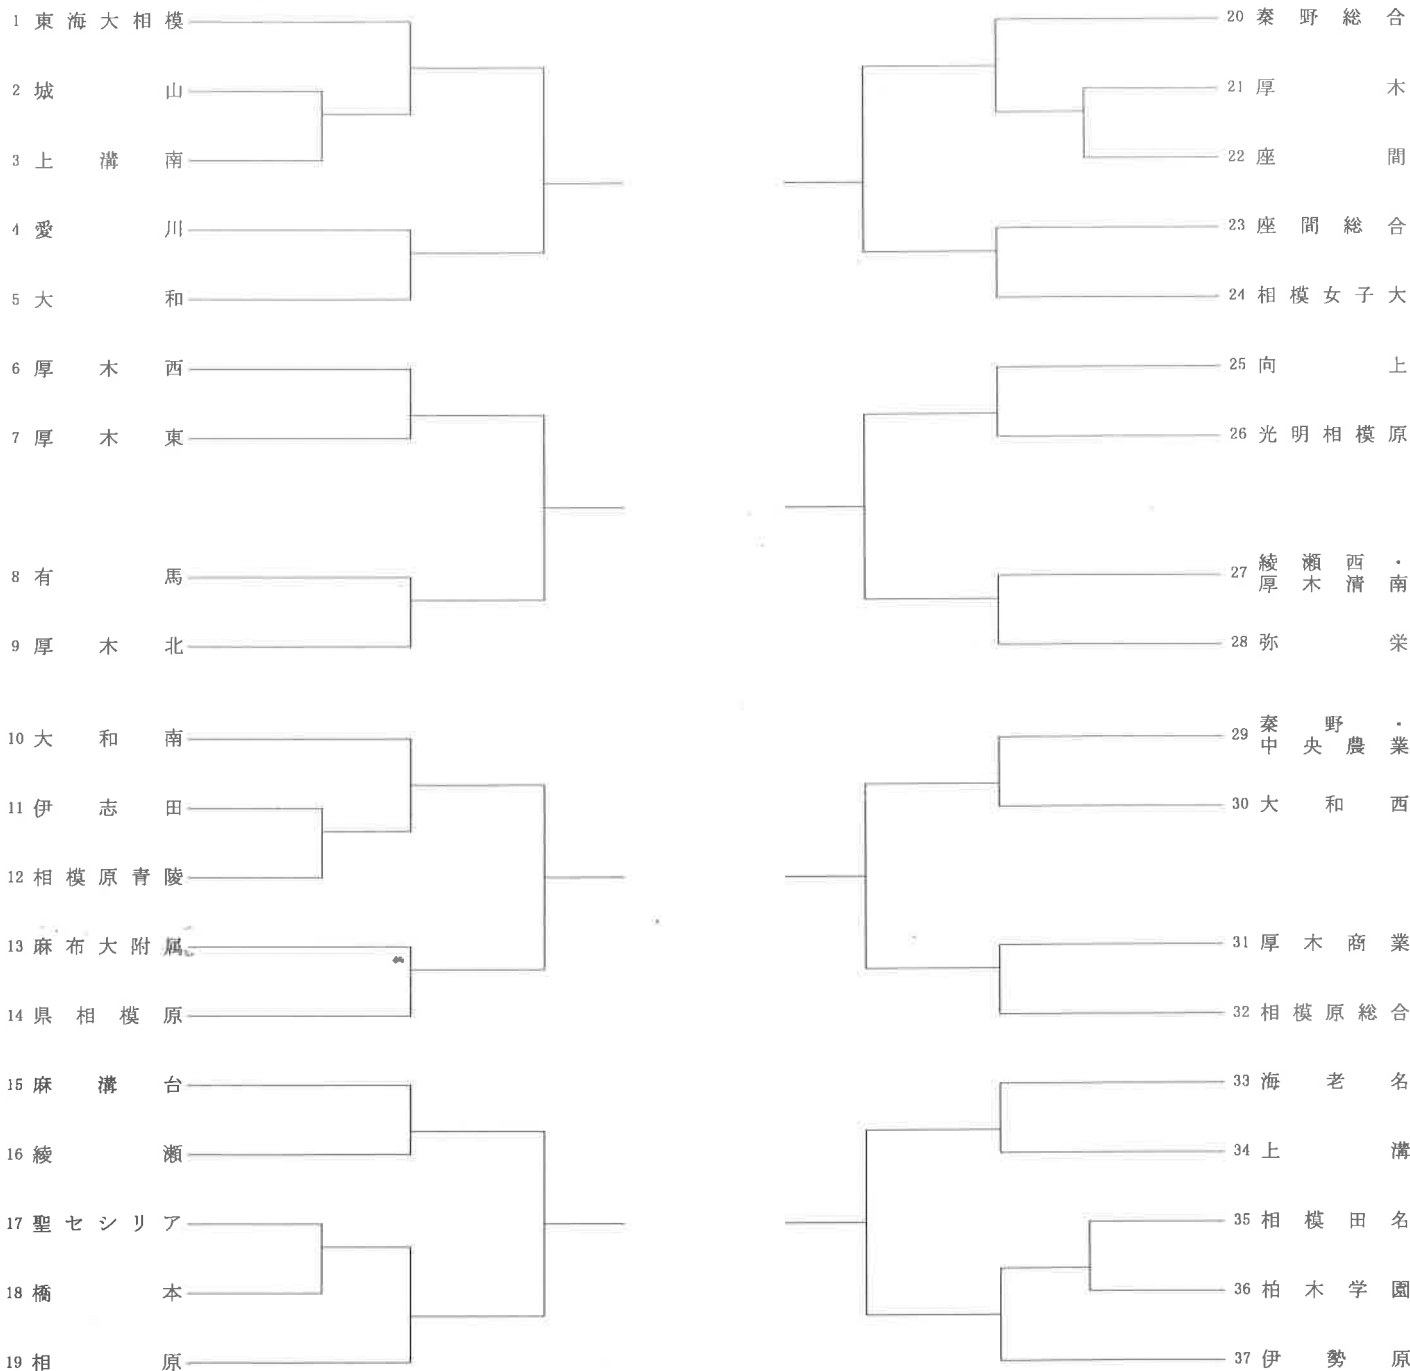 1 東海大相模
2 城山
3 上溝南
4 愛川
5 大和
6 厚木西
7 厚木東
8 有馬
9 厚木北
10 大和南
11 伊志田
12 相模原青陵
13 麻布大附属
14 県相模原
15 麻溝台
16 綾瀬
17 聖セシリア
18 橋本
19 相原
20 秦野総合
21 厚木
22 座間
23 座間総合
24 相模女子大
25 向上
26 光明相模原
27 綾瀬西・
厚木清南
28 弥栄
29 秦野・
中央農業
30 大和西
31 厚木商業
32 相模原総合
33 海老名
34 上溝
35 相模田名
36 柏木学園
37 伊勢原